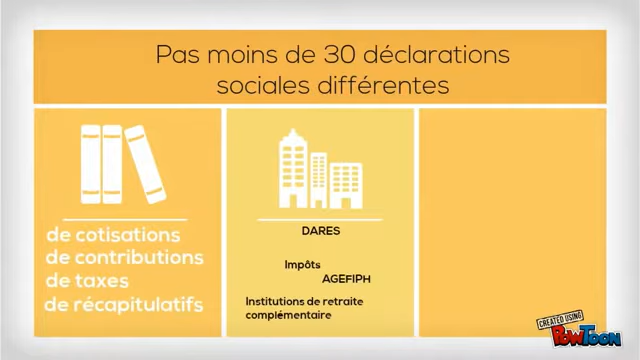 Pas moins de 30 déclarations
sociales différentes
de cotisations
de contributions
de taxes
de récapitulatifs
DARES
Impôts
AGEFIPH
Institutions de retraite
complémentaire
CREATED USING
POWTOON